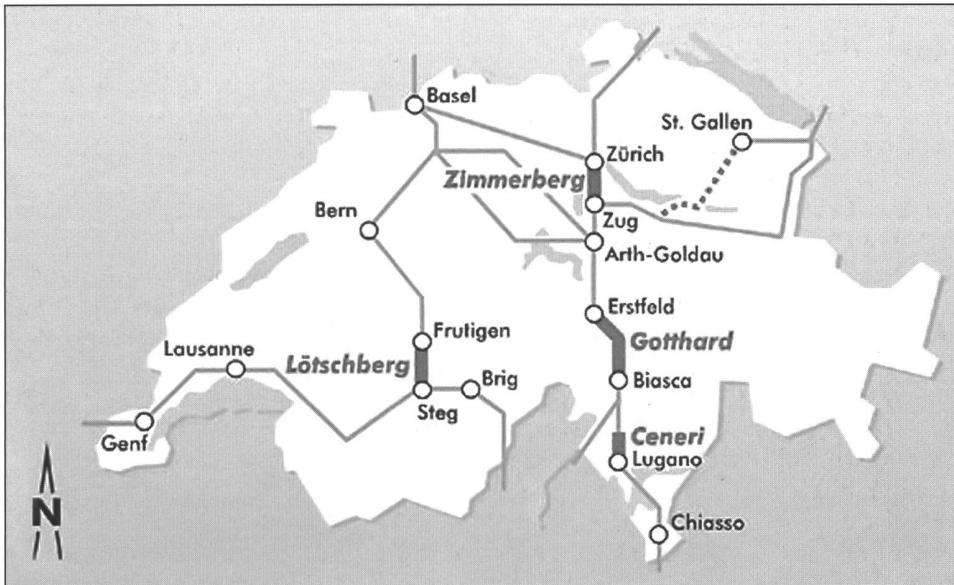 Basel
St. Gallen
Zürich
Zimmerberg
Zug
Bern
Arth-Goldau
Erstfeld
Frutigen
Gotthard
Lausanne
Lötschberg
Brig
Biasca
Steg
Genf
Ceneri
Lugano
N
Chiasso